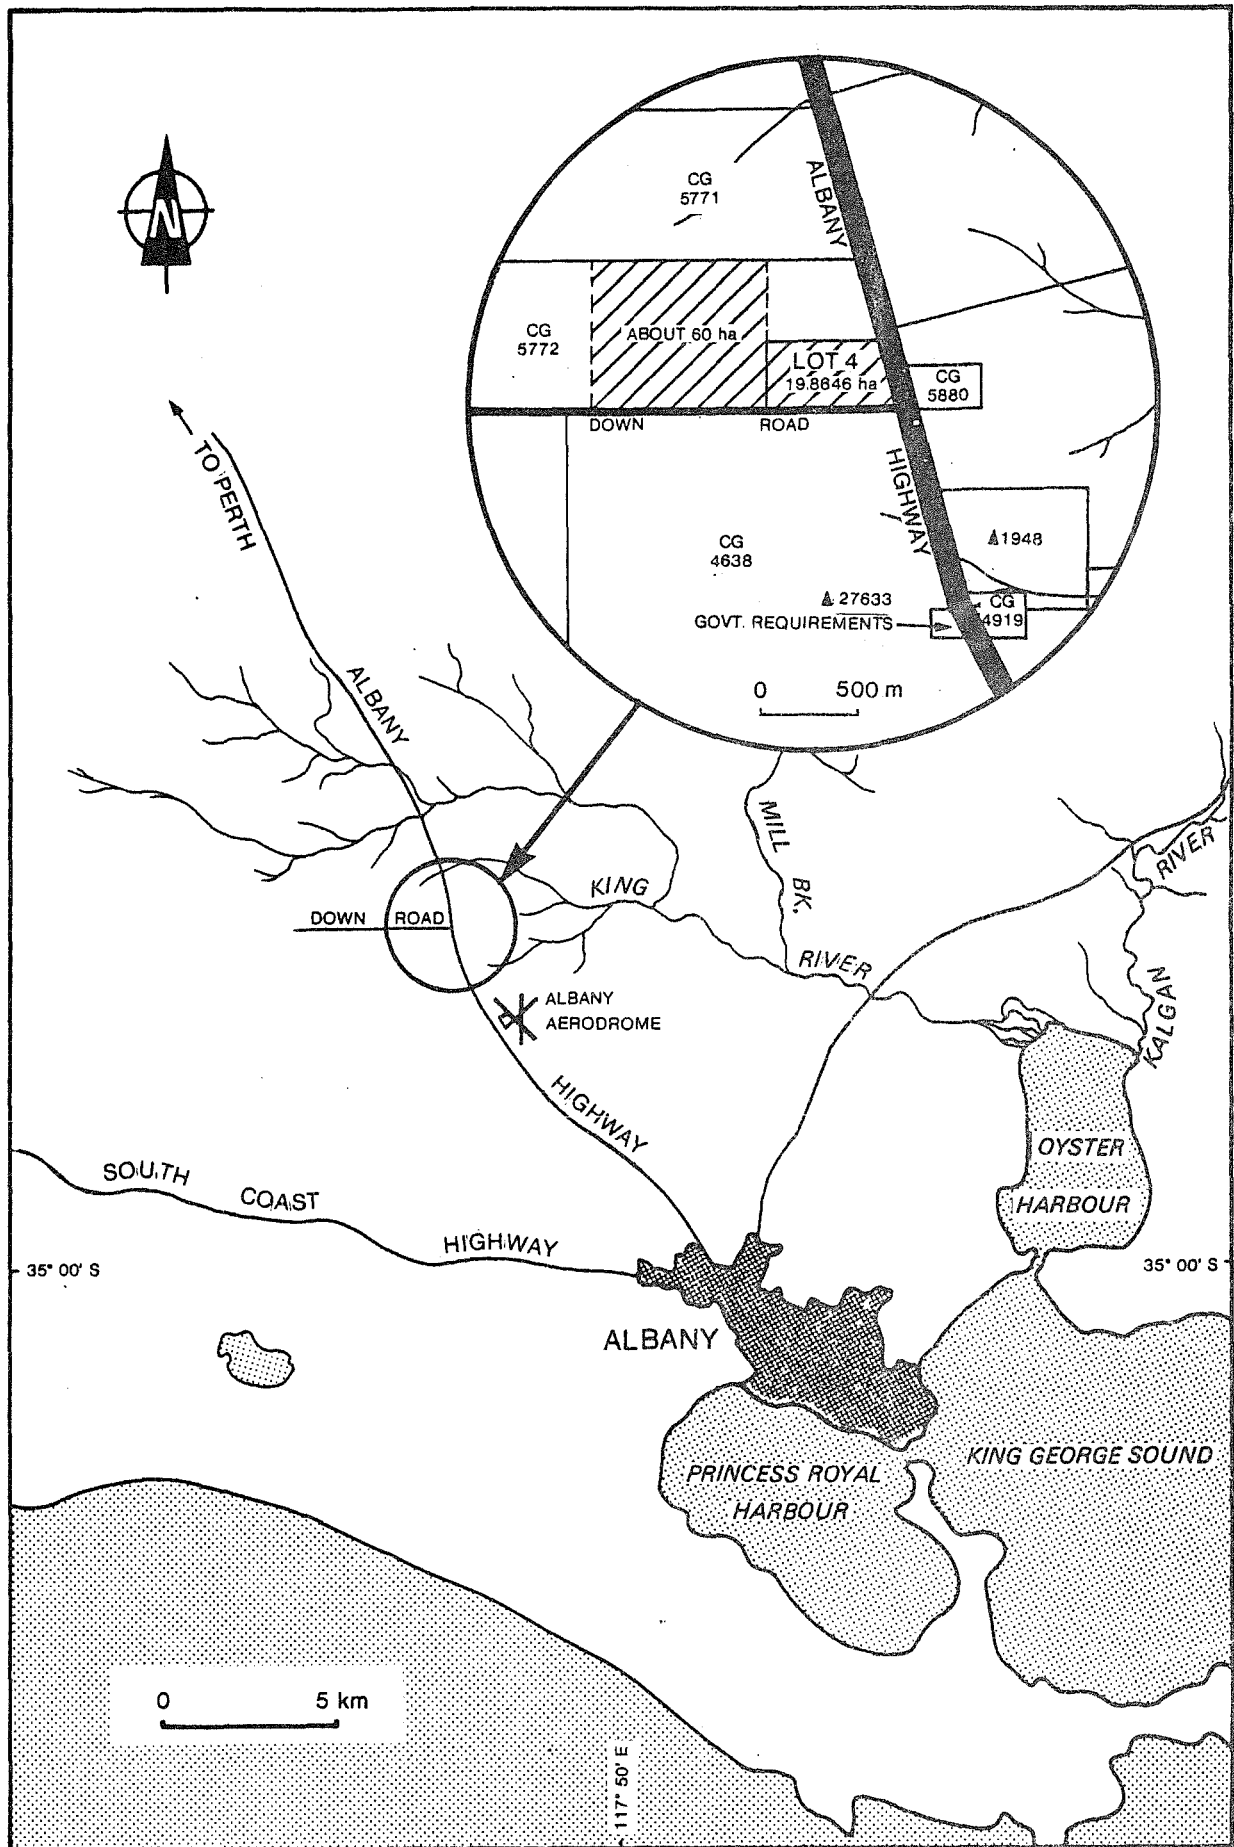 N
ALBANY
CG
5771
CG
5772
ABOUT 60 ha
LOT 4
19.8646 ha
CG
5880
DOWN ROAD
HIGHWAY
CG
4638
1948
27633
CG
4919
GOVT. REQUIREMENTS
0 500 m
TO PERTH
ALBANY
MILL BK.
KING
RIVER
RIVER
KALGAN
DOWN ROAD
ALBANY
AERODROME
HIGHWAY
OYSTER
HARBOUR
SOUTH COAST HIGHWAY
35° 00' S
35° 00' S
ALBANY
KING GEORGE SOUND
PRINCESS ROYAL
HARBOUR
0 5 km
117° 50' E